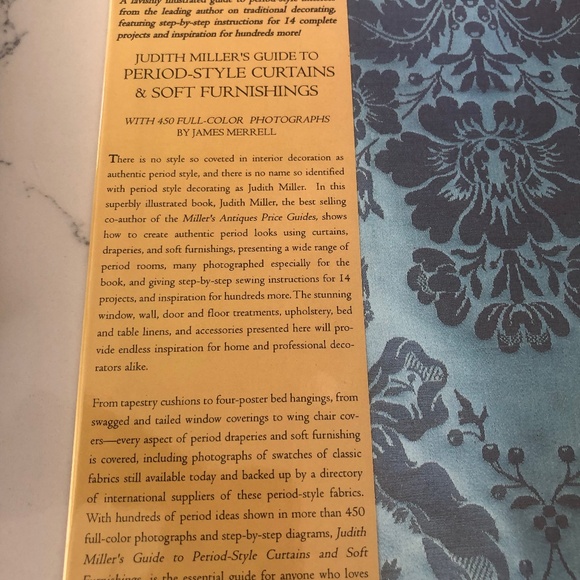 A lavishly illustrated guide to period-style
from the leading author on traditional decorating,
featuring step-by-step instructions for 14 complete
projects and inspiration for hundreds more!
JUDITH MILLER'S GUIDE TO
PERIOD-STYLE CURTAINS
& SOFT FURNISHINGS
WITH 450 FULL-COLOR PHOTOGRAPHS
BY JAMES MERRELL
There is no style so coveted in interior decoration as
authentic period style, and there is no name so identified
with period style decorating as Judith Miller. In this
superbly illustrated book, Judith Miller, the best selling
co-author of the Miller's Antiques Price Guides, shows
how to create authentic period looks using curtains,
draperies, and soft furnishings, presenting a wide range of
period rooms, many photographed especially for the
book, and giving step-by-step sewing instructions for 14
projects, and inspiration for hundreds more. The stunning
window, wall, door and floor treatments, upholstery, bed
and table linens, and accessories presented here will pro-
vide endless inspiration for home and professional deco-
rators alike.
From tapestry cushions to four-poster bed hangings, from
swagged and tailed window coverings to wing chair cov-
ers—every aspect of period draperies and soft furnishing
is covered, including photographs of swatches of classic
fabrics still available today and backed up by a directory
of international suppliers of these period-style fabrics.
With hundreds of period ideas shown in more than 450
full-color photographs and step-by-step diagrams, Judith
Miller's Guide to Period-Style Curtains and Soft
Furnishings is the essential guide for anyone who loves